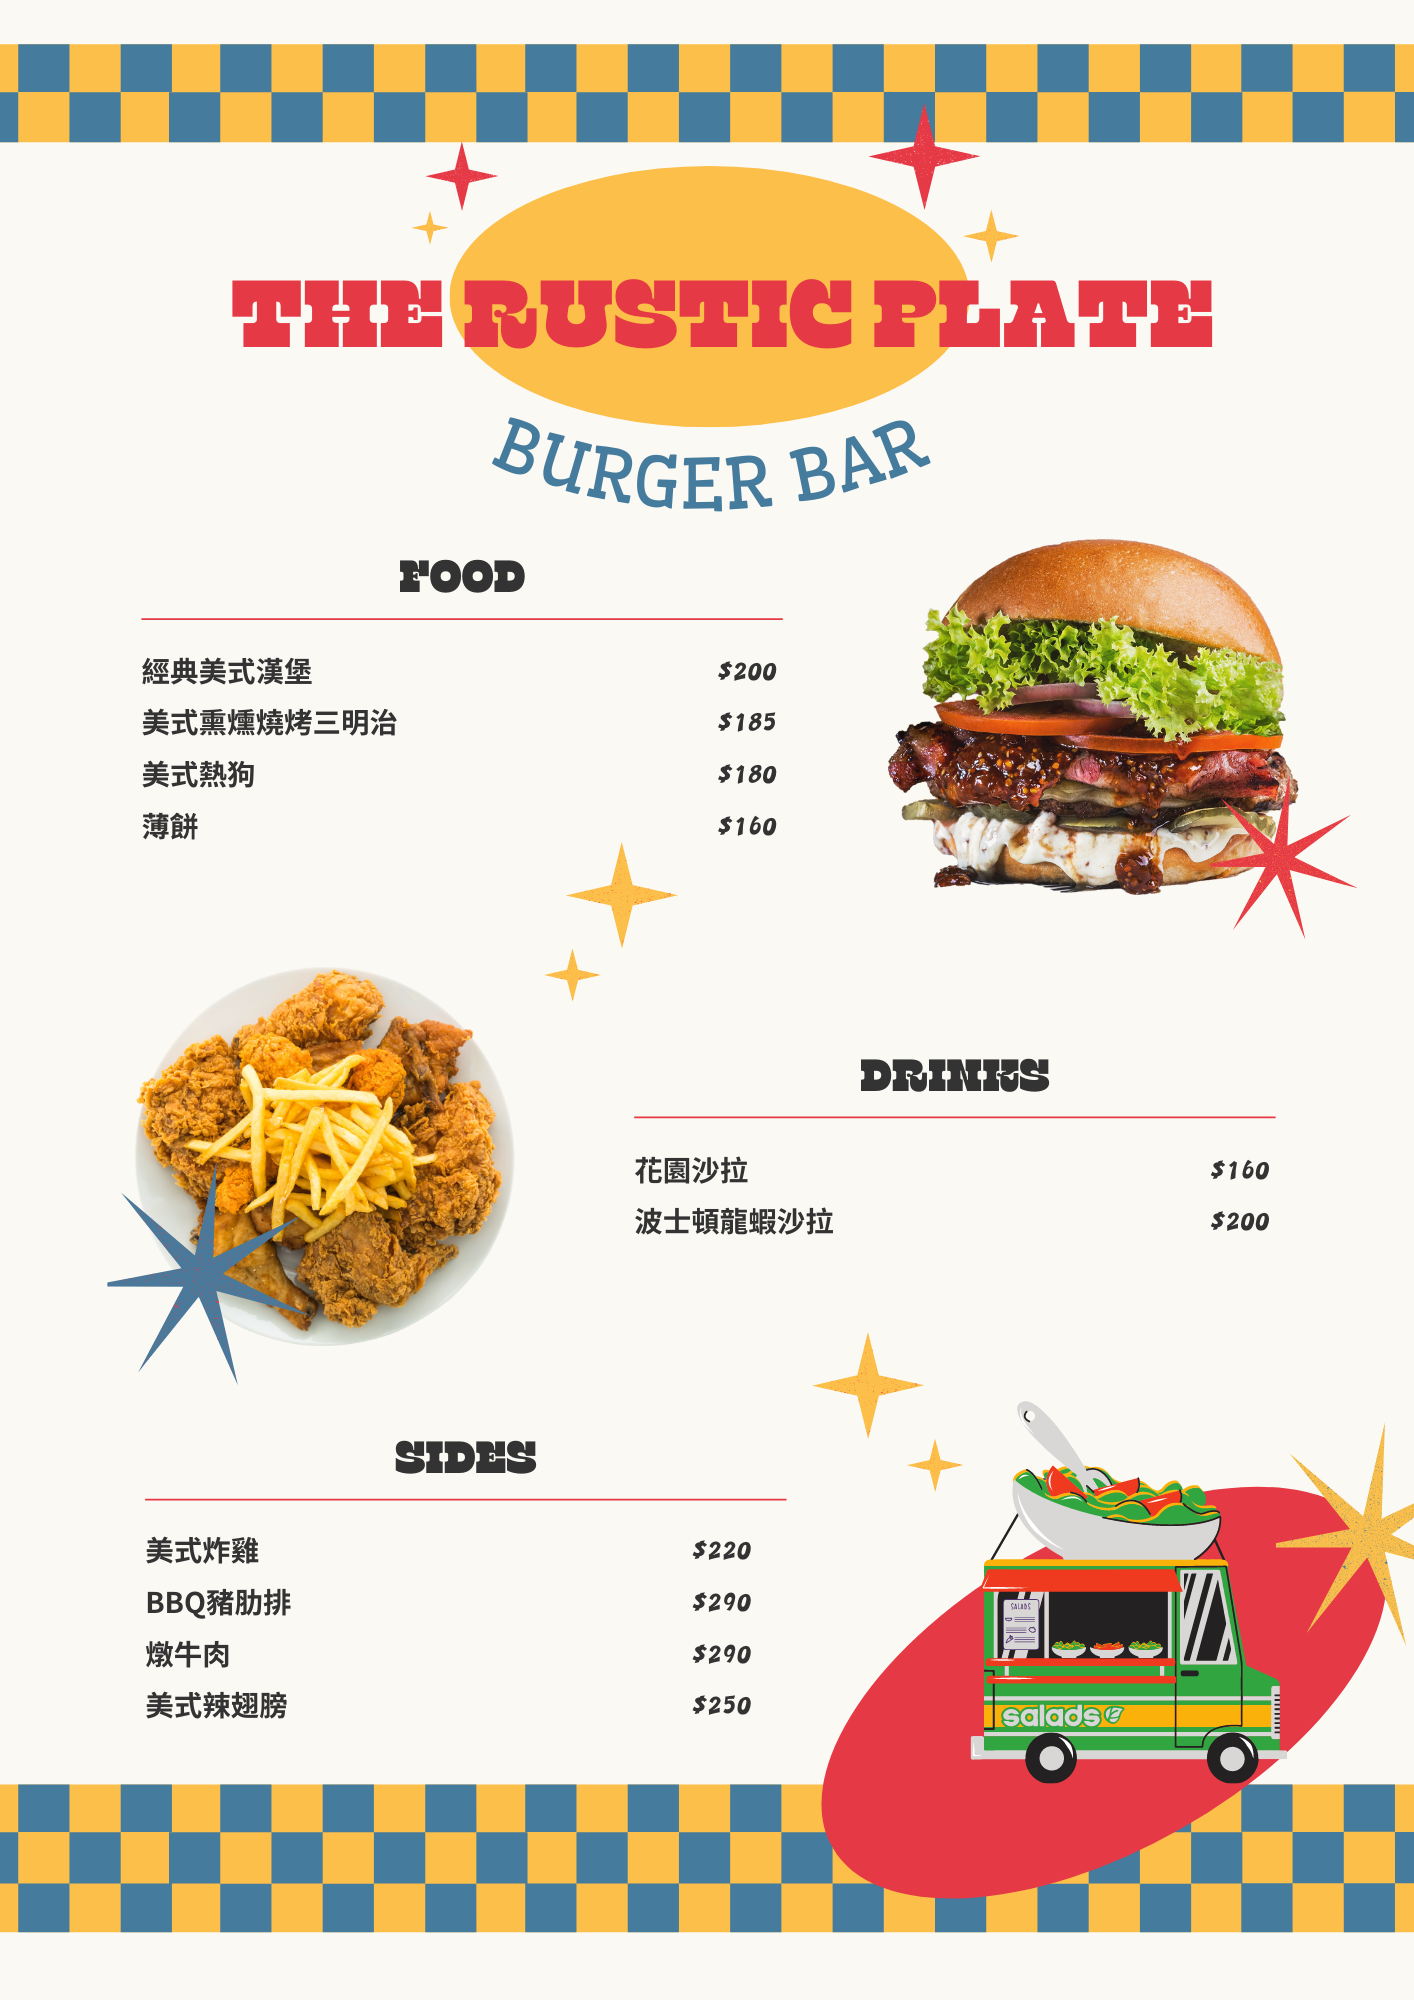 THE RUSTIC PLATE
BURGER BAR
FOOD
經典美式漢堡 $200
美式熏燻燒烤三明治 $185
美式熱狗 $180
薄餅 $160
DRINKS
花園沙拉 $160
波士頓龍蝦沙拉 $200
SIDES
美式炸雞 $220
BBQ豬肋排 $290
燉牛肉 $290
美式辣翅膀 $250
SALADS
salads